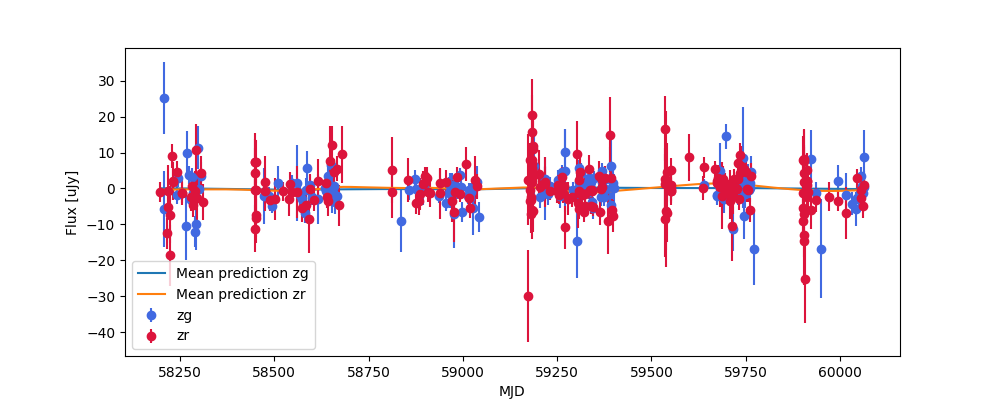 30
20
10
0
−10
−20
−30
−40
Flux [uJy]
Mean prediction zg
Mean prediction zr
zg
zr
58250 58500 58750 59000 59250 59500 59750 60000
MJD